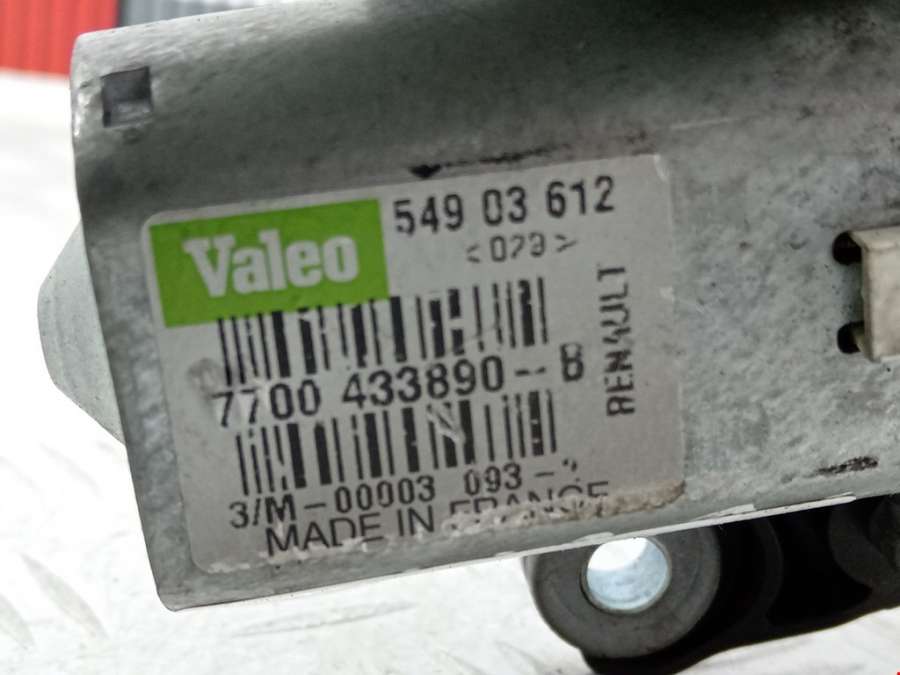 Valeo
549 03 612
<079>
RENAULT
7700 433890--B
3/M-00003 093-
MADE IN FRANCE